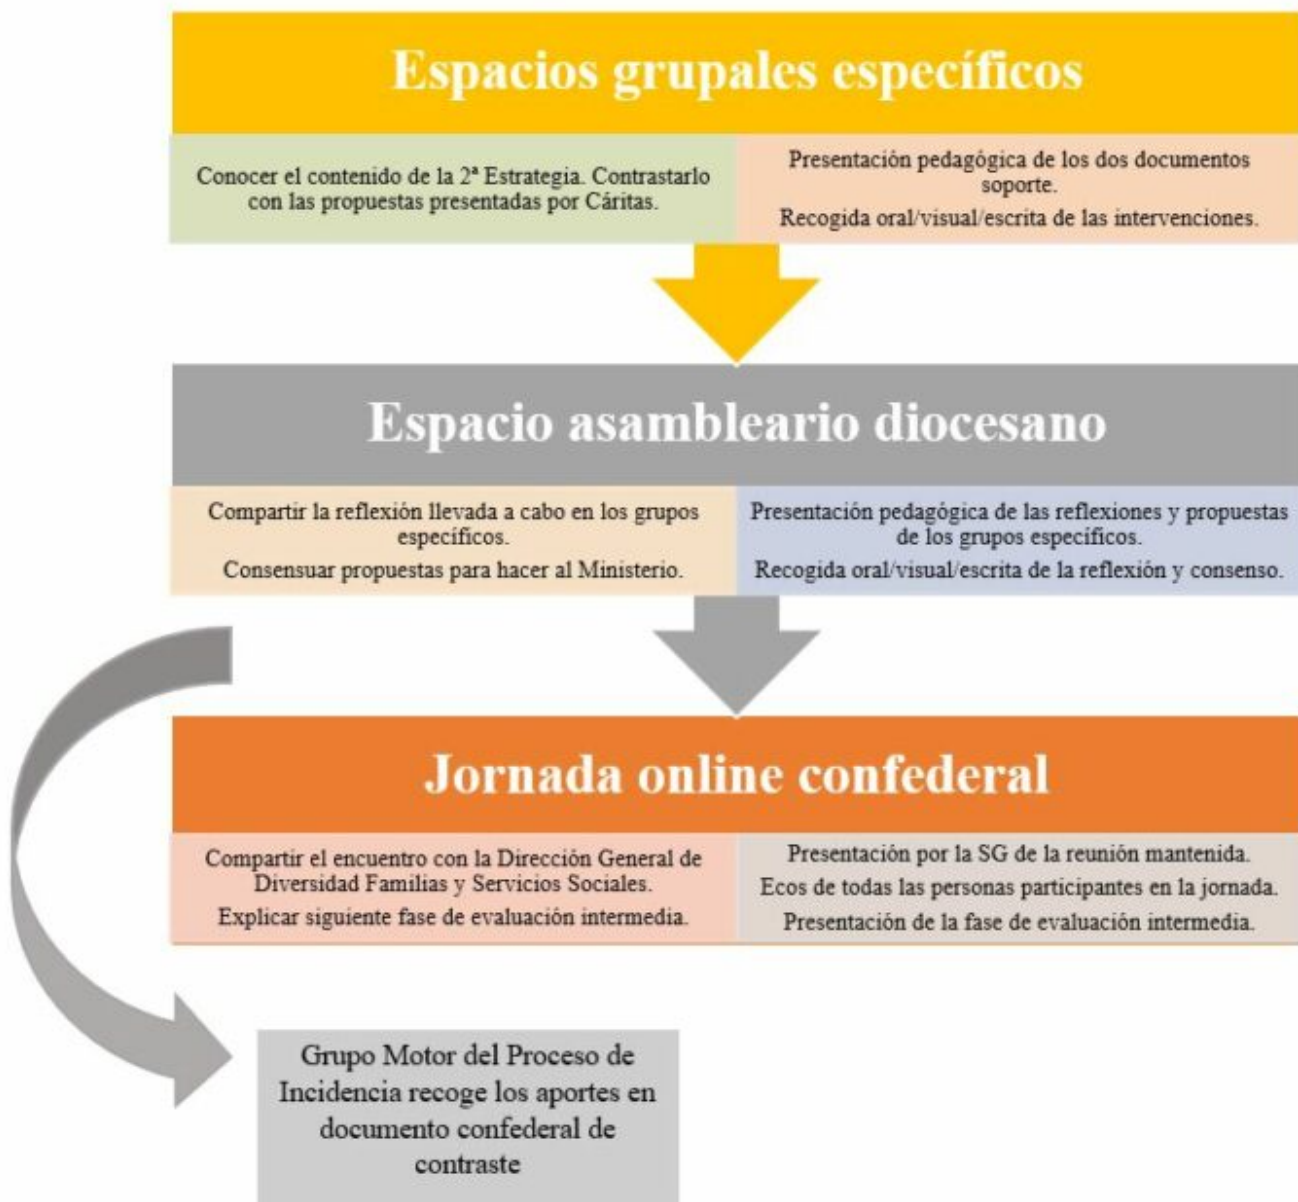 Espacios grupales específicos
Conocer el contenido de la 2ª Estrategia. Contrastarlo
con las propuestas presentadas por Cáritas.
Presentación pedagógica de los dos documentos
soporte.
Recogida oral/visual/escrita de las intervenciones.
Espacio asambleario diocesano
Compartir la reflexión llevada a cabo en los grupos
específicos.
Consensuar propuestas para hacer al Ministerio.
Presentación pedagógica de las reflexiones y propuestas
de los grupos específicos.
Recogida oral/visual/escrita de la reflexión y consenso.
Jornada online confederal
Compartir el encuentro con la Dirección General de
Diversidad Familias y Servicios Sociales.
Explicar siguiente fase de evaluación intermedia.
Presentación por la SG de la reunión mantenida.
Ecos de todas las personas participantes en la jornada.
Presentación de la fase de evaluación intermedia.
Grupo Motor del Proceso de
Incidencia recoge los aportes en
documento confederal de
contraste